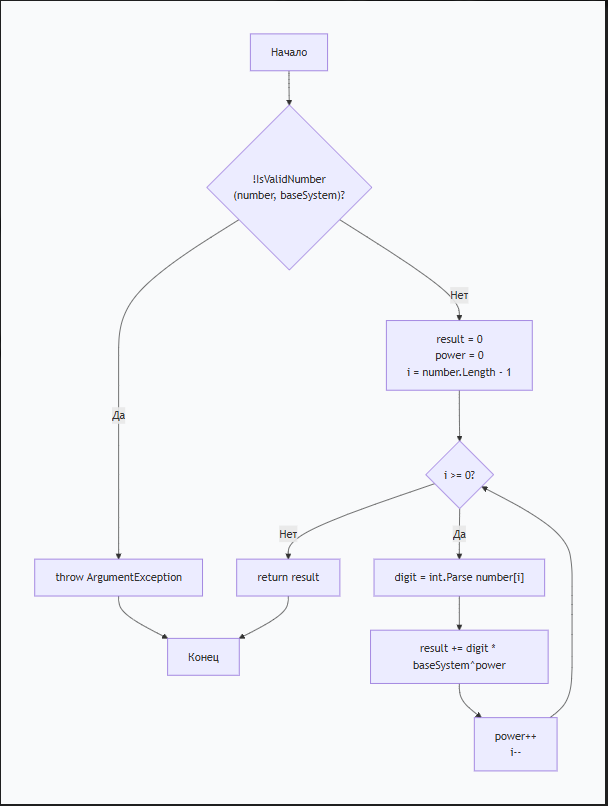 Начало
!IsValidNumber
(number, baseSystem)?
Нет
result = 0
power = 0
i = number.Length - 1
Да
i >= 0?
Нет
Да
throw ArgumentException
return result
digit = int.Parse number[i]
Конец
result += digit *
baseSystem^power
power++
i--